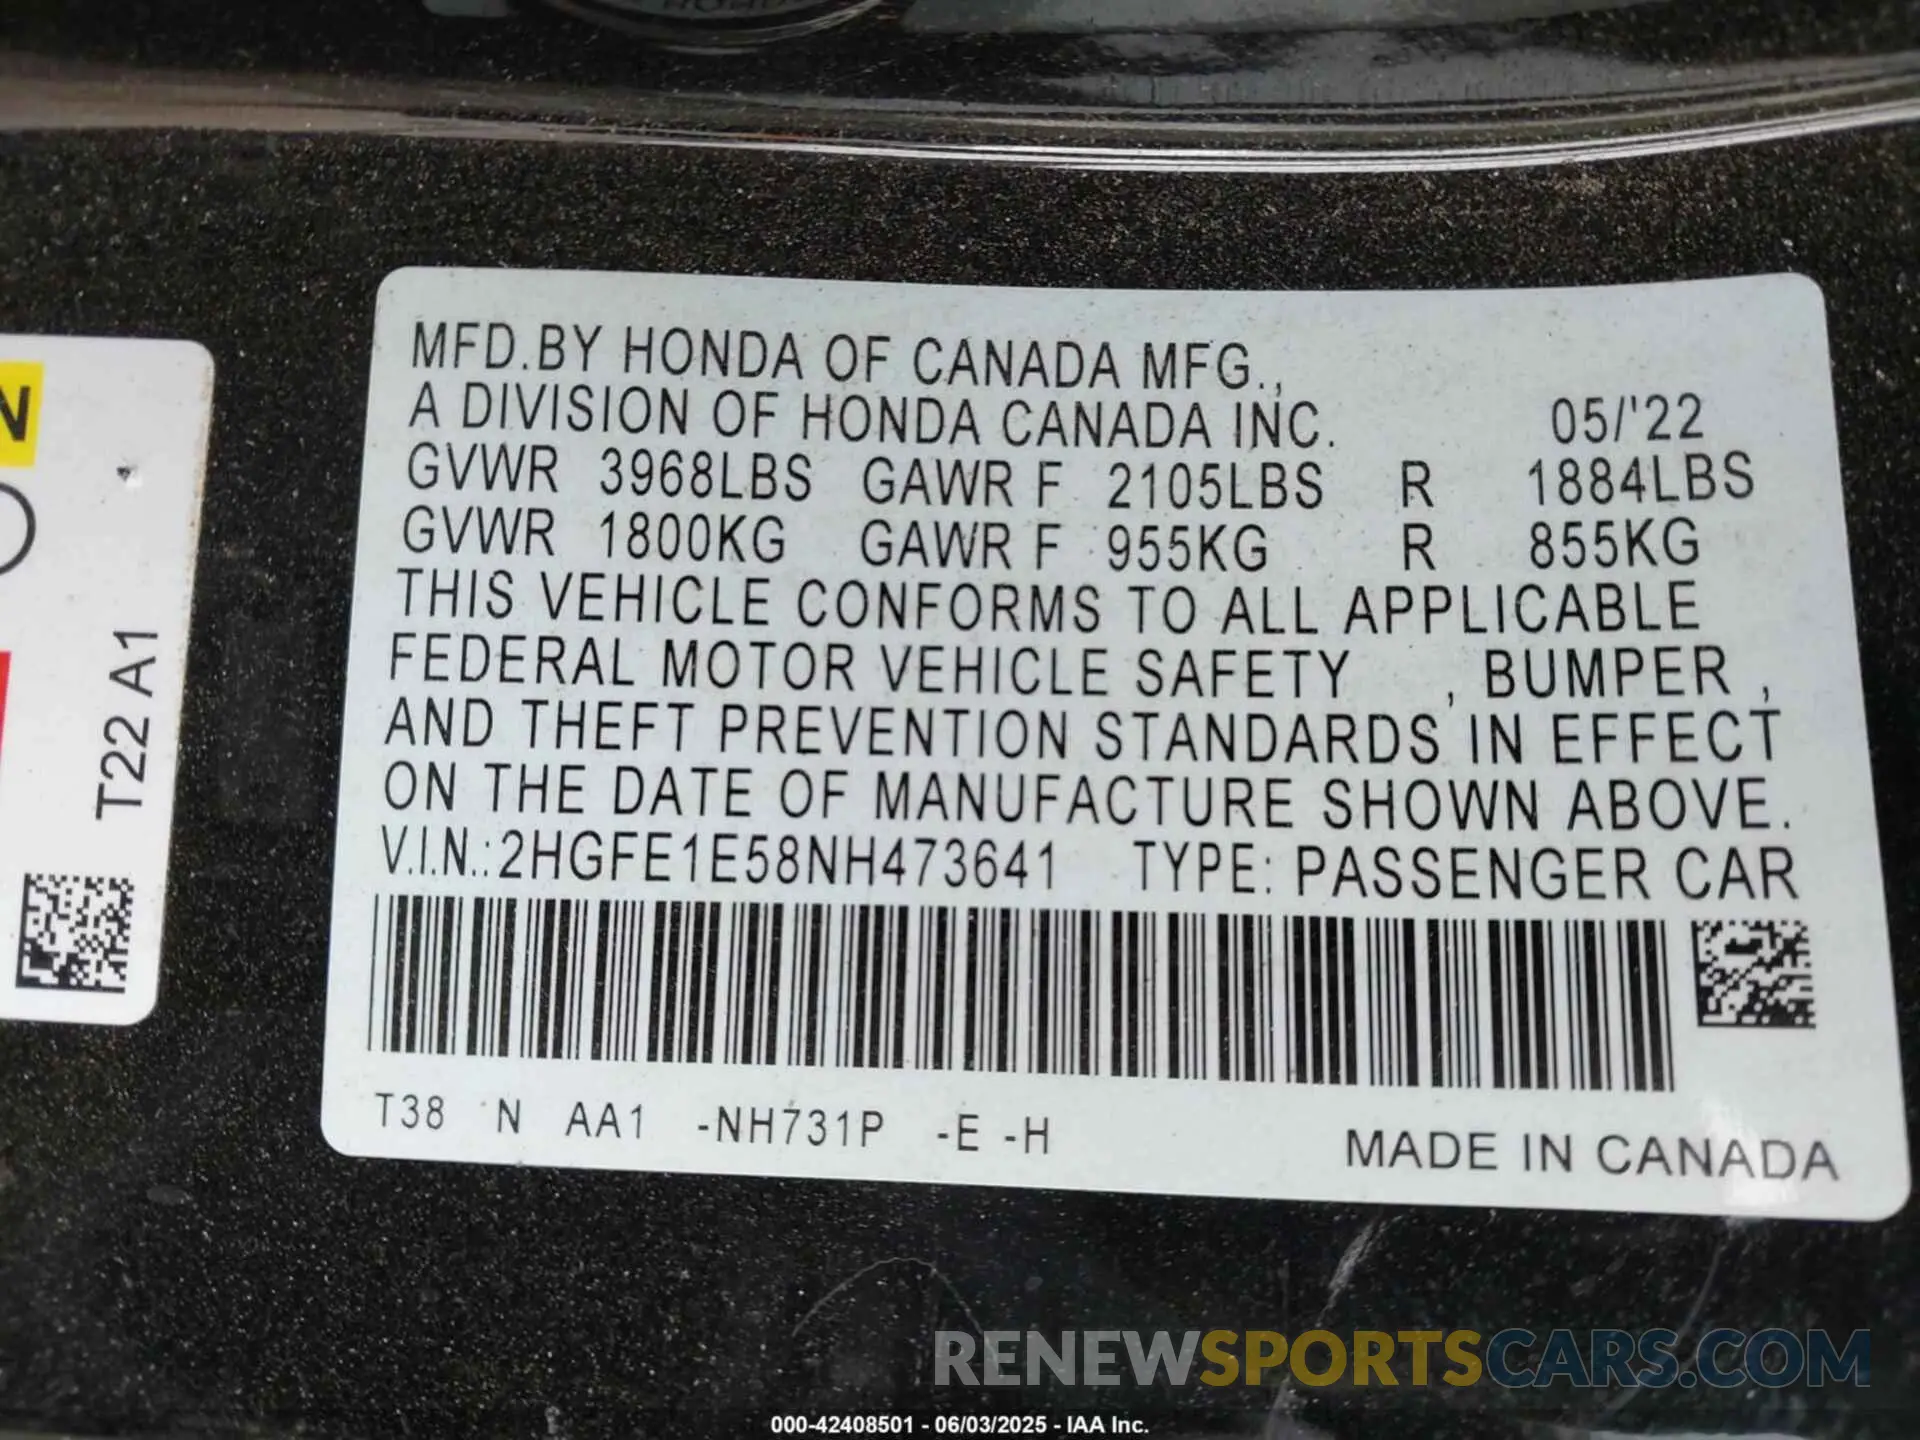 MFD.BY HONDA OF CANADA MFG.,
A DIVISION OF HONDA CANADA INC. 05/'22
GVWR 3968LBS GAWR F 2105LBS R 1884LBS
GVWR 1800KG GAWR F 955KG R 855KG
THIS VEHICLE CONFORMS TO ALL APPLICABLE
FEDERAL MOTOR VEHICLE SAFETY , BUMPER ,
AND THEFT PREVENTION STANDARDS IN EFFECT
ON THE DATE OF MANUFACTURE SHOWN ABOVE.
V.I.N.:2HGFE1E58NH473641 TYPE: PASSENGER CAR
T38 N AA1 -NH731P -E -H
MADE IN CANADA
N
T22 A1
RENEWSPORTSCARS.COM
000-42408501 - 06/03/2025 - IAA Inc.